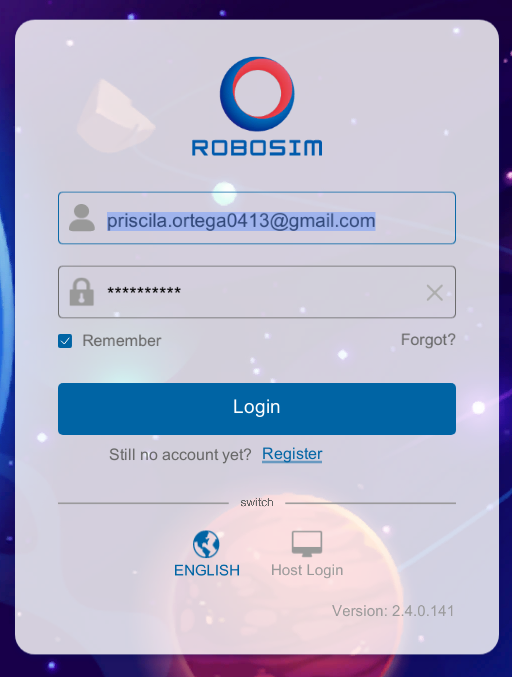 ROBOSIM
priscila.ortega0413@gmail.com
**********
Remember
Forgot?
Login
Still no account yet? Register
switch
ENGLISH
Host Login
Version: 2.4.0.141